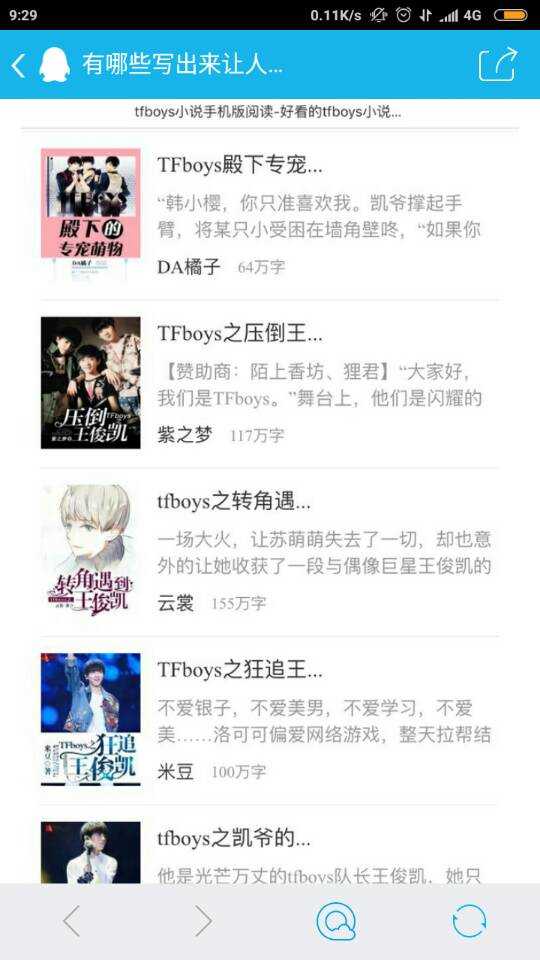 9:29
0.11K/s
4G
有哪些写出来让人...
tfboys小说手机版阅读-好看的tfboys小说...
TFboys殿下专宠...
“韩小樱，你只准喜欢我。凯爷撑起手
臂，将某只小受困在墙角壁咚，“如果你
DA橘子 64万字
殿下的
专宠萌物
DA橘子
TFboys之压倒王...
【赞助商：陌上香坊、狸君】“大家好，
我们是TFboys。”舞台上，他们是闪耀的
紫之梦 117万字
压倒
TFboys
王俊凯
tfboys之转角遇...
一场大火，让苏萌萌失去了一切，却也意
外的让她收获了一段与偶像巨星王俊凯的
云裳 155万字
转角遇到
王俊凯
TFboys之狂追王...
不爱银子，不爱美男，不爱学习，不爱
美……洛可可偏爱网络游戏，整天拉帮结
米豆 100万字
TFboys之狂追
王俊凯
米豆著
tfboys之凯爷的...
他是光芒万丈的tfboys队长王俊凯，她只